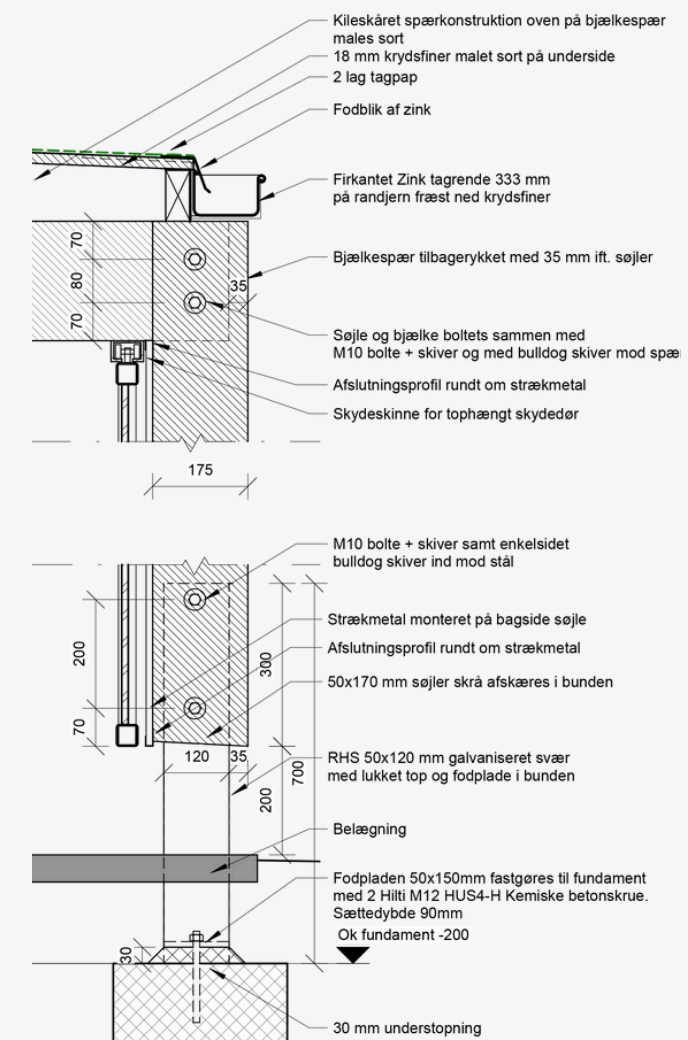 Kileskåret spærkonstruktion oven på bjælkespær
males sort
18 mm krydsfiner malet sort på underside
2 lag tagpap
Fodblik af zink
Firkantet Zink tagrende 333 mm
på randjern fræst ned krydsfiner
70
80
70
35
Bjælkespær tilbagerykket med 35 mm ift. søjler
Søjle og bjælke boltets sammen med
M10 bolte + skiver og med bulldog skiver mod spæ
Afslutningsprofil rundt om strækmetal
Skydeskinne for tophængt skydedør
175
M10 bolte + skiver samt enkelsidet
bulldog skiver ind mod stål
Strækmetal monteret på bagside søjle
Afslutningsprofil rundt om strækmetal
200
300
50x170 mm søjler skrå afskæres i bunden
70
120
35
700
RHS 50x120 mm galvaniseret svær
med lukket top og fodplade i bunden
200
Belægning
Fodpladen 50x150mm fastgøres til fundament
med 2 Hilti M12 HUS4-H Kemiske betonskrue.
Sættedybde 90mm
Ok fundament -200
30
30 mm understopning